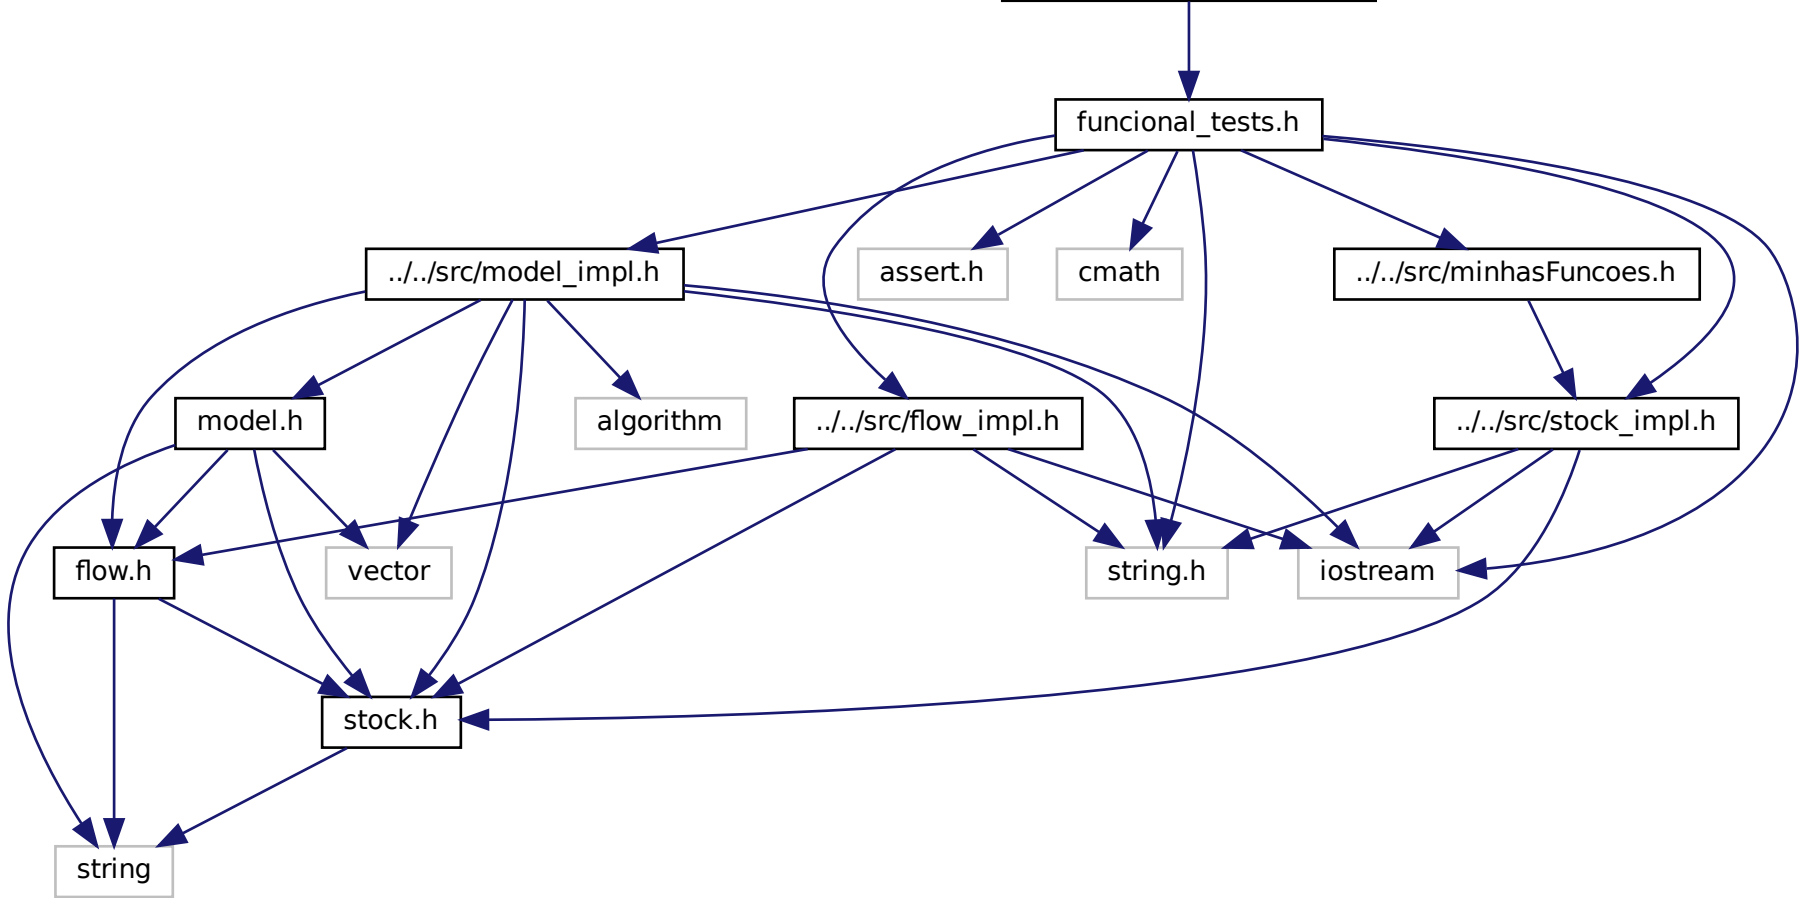 funcional_tests.h
../../src/model_impl.h
assert.h
cmath
../../src/minhasFuncoes.h
model.h
algorithm
../../src/flow_impl.h
../../src/stock_impl.h
flow.h
vector
string.h
iostream
stock.h
string